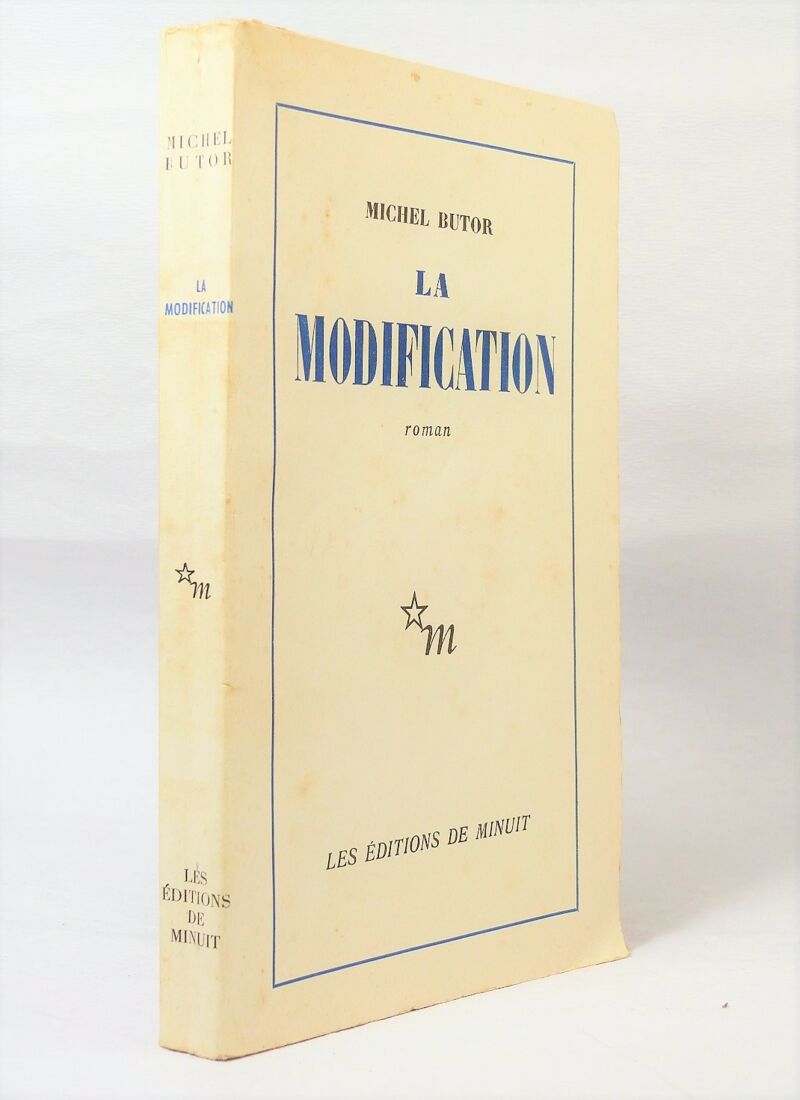 MICHEL
BUTOR
LA
MODIFICATION
m
LES
ÉDITIONS
DE
MINUIT
MICHEL BUTOR
LA
MODIFICATION
roman
m
LES ÉDITIONS DE MINUIT